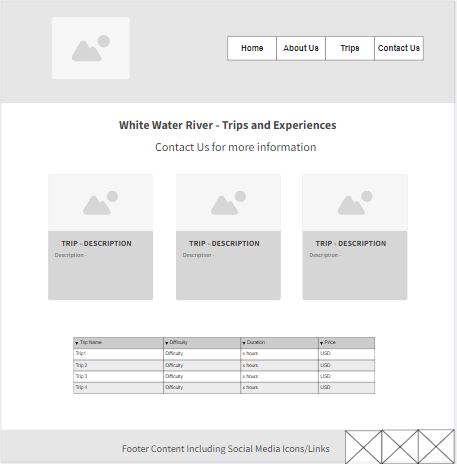 Home About Us Trips Contact Us
White Water River - Trips and Experiences
Contact Us for more information
TRIP - DESCRIPTION TRIP - DESCRIPTION TRIP - DESCRIPTION
Description - Description - Description -
▼ Trip Name ▼ Difficulty ▼ Duration ▼ Price
Trip1 Difficulty x hours USD
Trip 2 Difficulty x hours USD
Trip 3 Difficulty x hours USD
Trip 4 Difficulty x hours USD
Footer Content Including Social Media Icons/Links